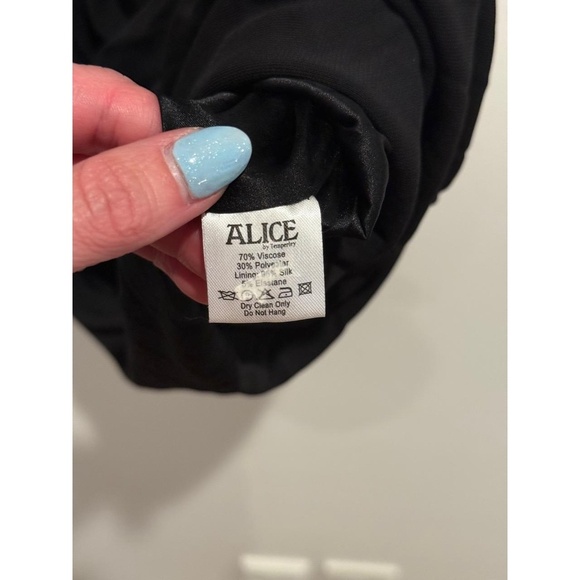 ALICE
by Temperley
70% Viscose
30% Polyester
Lining: Silk
5% Elastane
Dry Clean Only
Do Not Hang